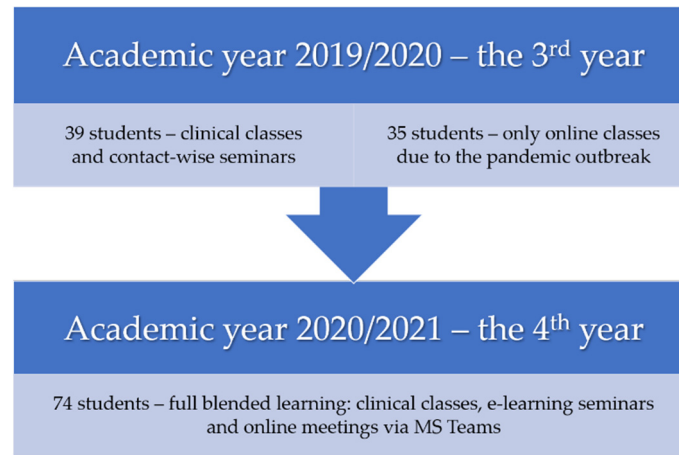 Academic year 2019/2020 – the 3rd year
39 students – clinical classes
and contact-wise seminars
35 students – only online classes
due to the pandemic outbreak
Academic year 2020/2021 – the 4th year
74 students – full blended learning: clinical classes, e-learning seminars
and online meetings via MS Teams